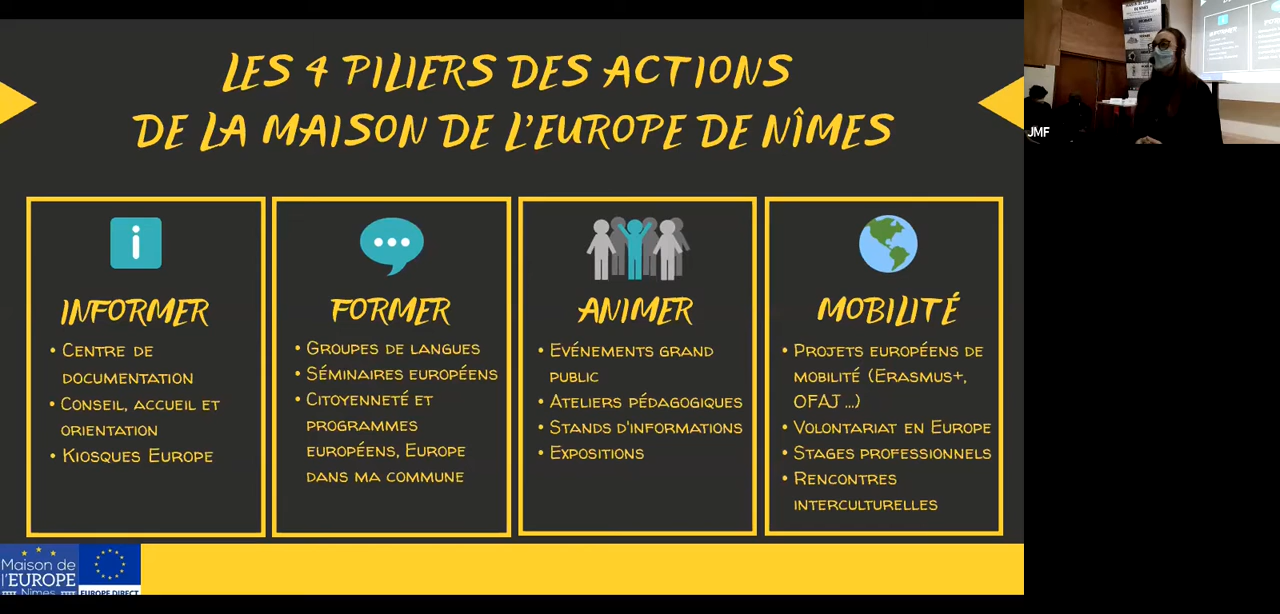 LES 4 PILIERS DES ACTIONS
DE LA MAISON DE L'EUROPE DE NÎMES
INFORMER
• CENTRE DE
DOCUMENTATION
• CONSEIL, ACCUEIL ET
ORIENTATION
• KIOSQUES EUROPE
FORMER
• GROUPES DE LANGUES
• SÉMINAIRES EUROPÉENS
• CITOYENNETÉ ET
PROGRAMMES
EUROPÉENS, EUROPE
DANS MA COMMUNE
ANIMER
• EVÉNEMENTS GRAND
PUBLIC
• ATELIERS PÉDAGOGIQUES
• STANDS D'INFORMATIONS
• EXPOSITIONS
MOBILITÉ
• PROJETS EUROPÉENS DE
MOBILITÉ (ERASMUS+,
OFAJ ...)
• VOLONTARIAT EN EUROPE
• STAGES PROFESSIONNELS
• RENCONTRES
INTERCULTURELLES
Maison de
l'EUROPE
Nîmes
EUROPE DIRECT
JMF